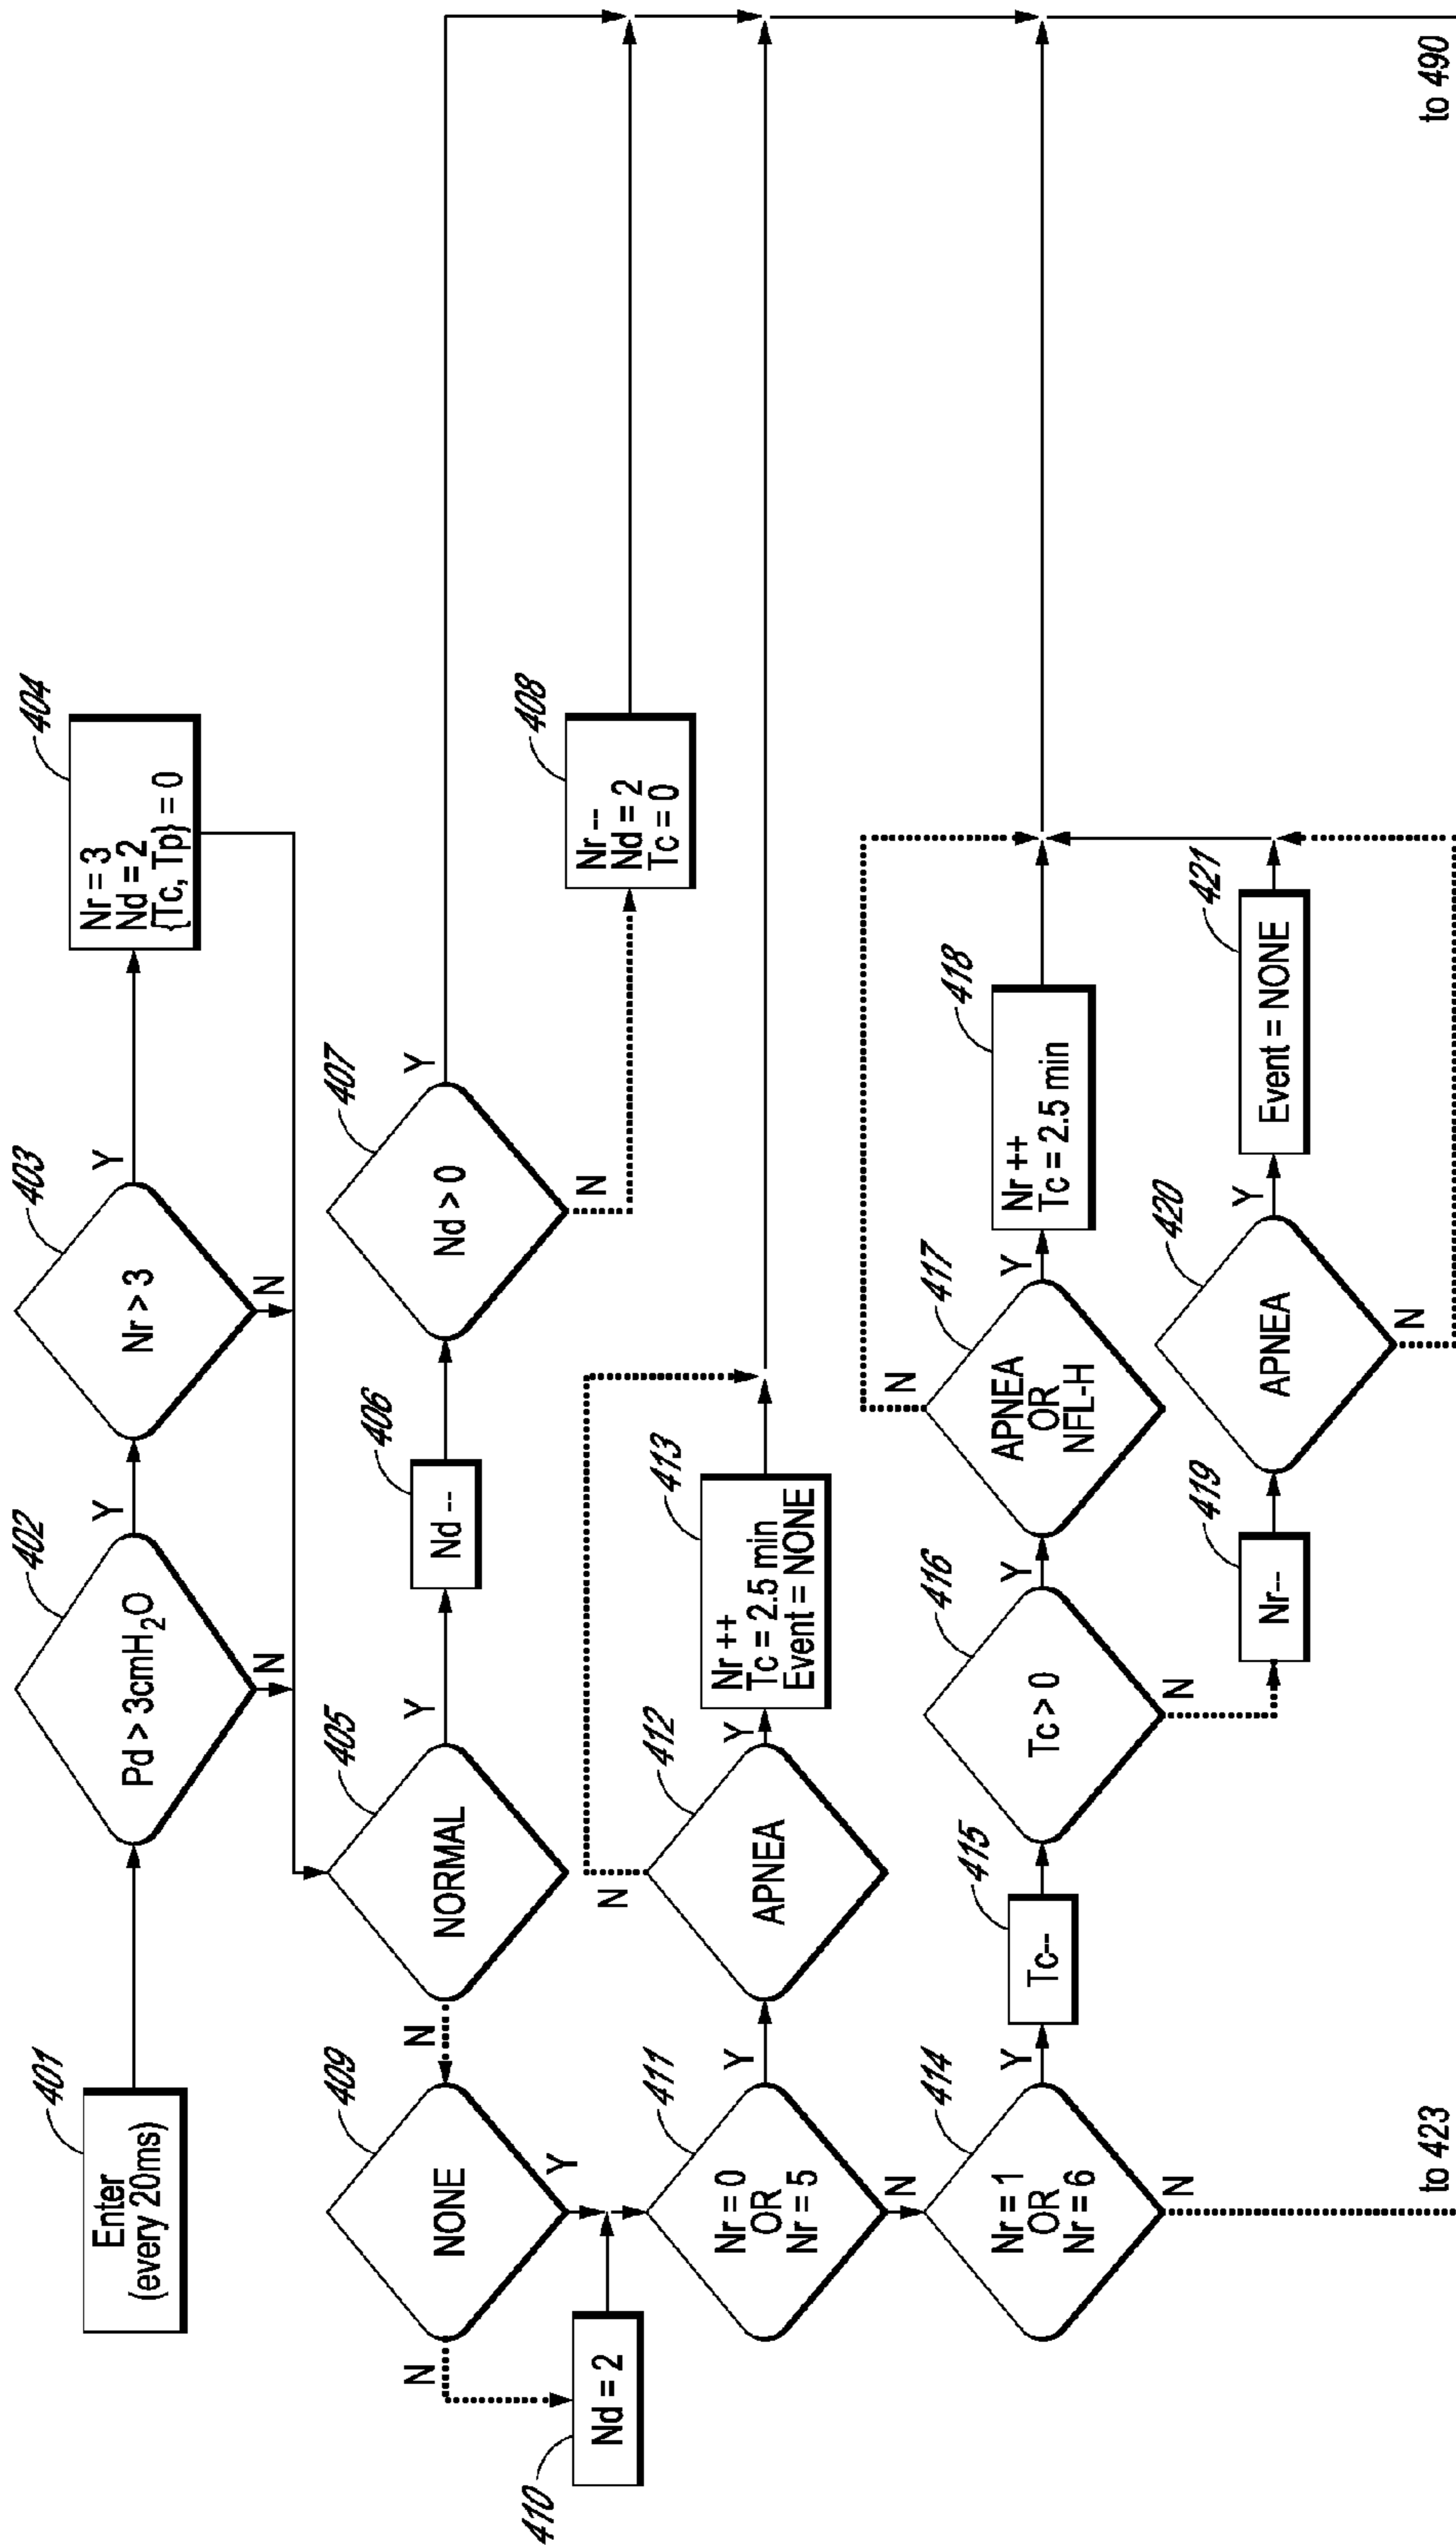 401
Enter
(every 20ms)
402
Pd > 3cmH₂O
Y
N
403
Nr > 3
Y
N
404
Nr = 3
Nd = 2
{Tc, Tp} = 0
405
NORMAL
Y
N
406
Nd --
407
Nd > 0
Y
N
408
Nr --
Nd = 2
Tc = 0
409
NONE
Y
N
410
Nd = 2
411
Nr = 0
OR
Nr = 5
Y
N
412
APNEA
Y
N
413
Nr ++
Tc = 2.5 min
Event = NONE
414
Nr = 1
OR
Nr = 6
Y
N
415
Tc--
416
Tc > 0
Y
N
417
APNEA
OR
NFL-H
Y
N
418
Nr ++
Tc = 2.5 min
419
Nr--
420
APNEA
Y
N
421
Event = NONE
to 423
to 490